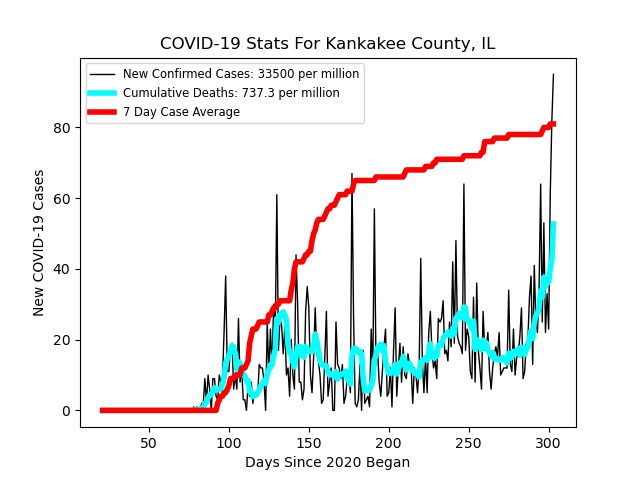 COVID-19 Stats For Kankakee County, IL
New Confirmed Cases: 33500 per million
Cumulative Deaths: 737.3 per million
7 Day Case Average
New COVID-19 Cases
80
60
40
20
0
50 100 150 200 250 300
Days Since 2020 Began